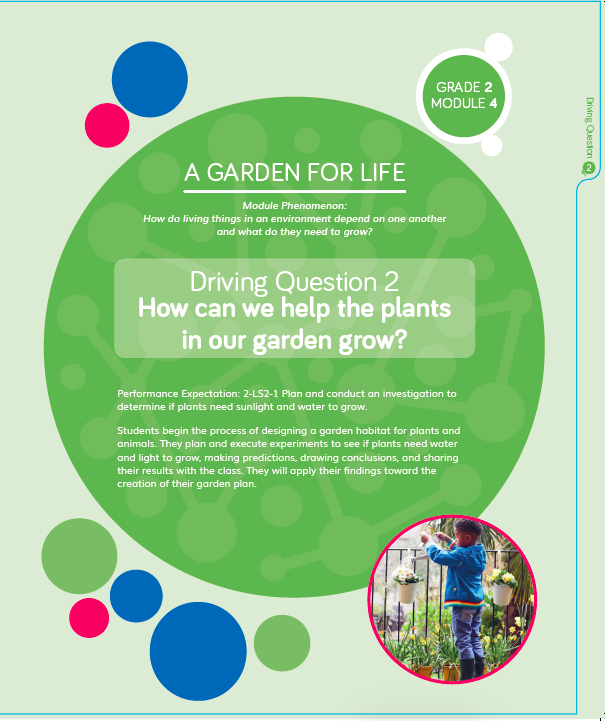 GRADE 2
MODULE 4
Driving Question 2
A GARDEN FOR LIFE
Module Phenomenon:
How do living things in an environment depend on one another
and what do they need to grow?
Driving Question 2
How can we help the plants
in our garden grow?
Performance Expectation: 2-LS2-1 Plan and conduct an investigation to
determine if plants need sunlight and water to grow.
Students begin the process of designing a garden habitat for plants and
animals. They plan and execute experiments to see if plants need water
and light to grow, making predictions, drawing conclusions, and sharing
their results with the class. They will apply their findings toward the
creation of their garden plan.